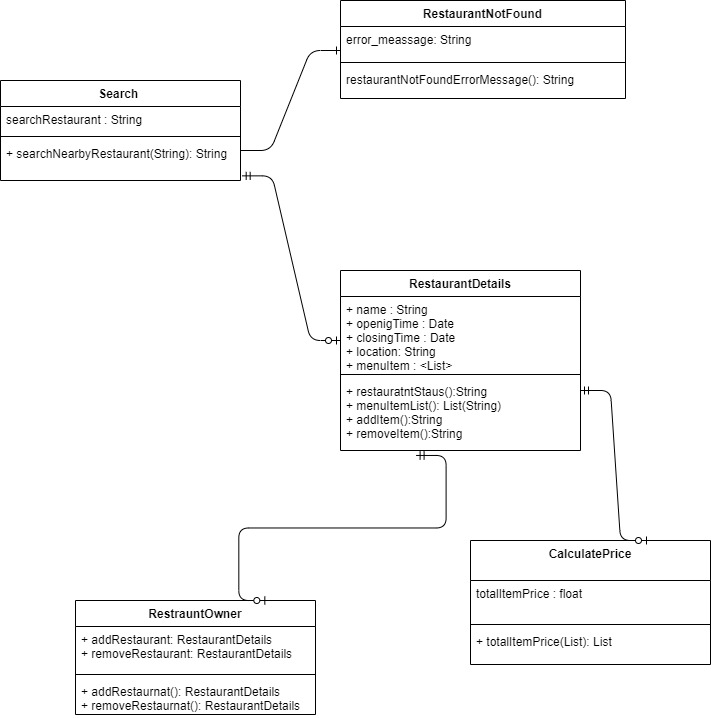 RestaurantNotFound
error_meassage: String
restaurantNotFoundErrorMessage(): String
Search
searchRestaurant : String
+ searchNearbyRestaurant(String): String
RestaurantDetails
+ name : String
+ openigTime : Date
+ closingTime : Date
+ location: String
+ menuItem : <List>
+ restauratntStaus():String
+ menuItemList(): List(String)
+ addItem():String
+ removeItem():String
CalculatePrice
totalItemPrice : float
+ totalItemPrice(List): List
RestrauntOwner
+ addRestaurant: RestaurantDetails
+ removeRestaurant: RestaurantDetails
+ addRestaurnat(): RestaurantDetails
+ removeRestaurnat(): RestaurantDetails